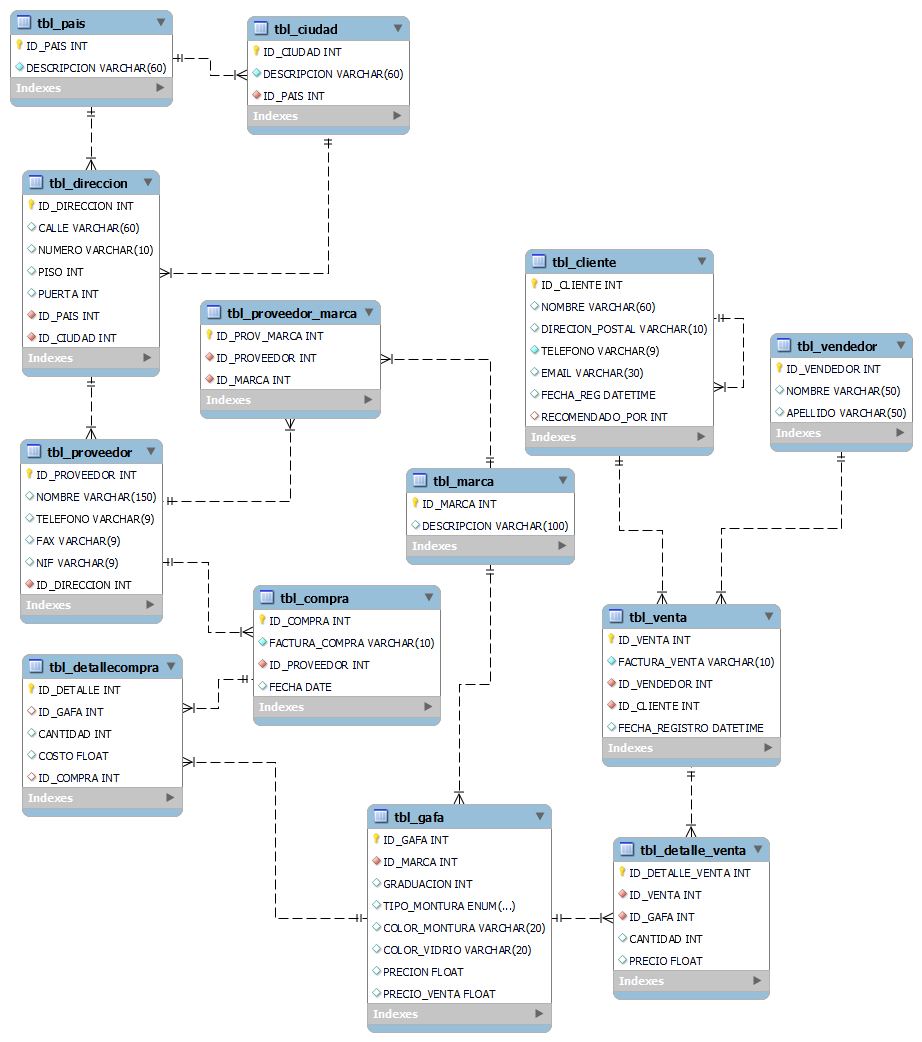 tbl_pais
ID_PAIS INT
DESCRIPCION VARCHAR(60)
Indexes
tbl_ciudad
ID_CIUDAD INT
DESCRIPCION VARCHAR(60)
ID_PAIS INT
Indexes
tbl_direccion
ID_DIRECCION INT
CALLE VARCHAR(60)
NUMERO VARCHAR(10)
PISO INT
PUERTA INT
ID_PAIS INT
ID_CIUDAD INT
Indexes
tbl_proveedor_marca
ID_PROV_MARCA INT
ID_PROVEEDOR INT
ID_MARCA INT
Indexes
tbl_cliente
ID_CLIENTE INT
NOMBRE VARCHAR(60)
DIRECION_POSTAL VARCHAR(10)
TELEFONO VARCHAR(9)
EMAIL VARCHAR(30)
FECHA_REG DATETIME
RECOMENDADO_POR INT
Indexes
tbl_vendedor
ID_VENDEDOR INT
NOMBRE VARCHAR(50)
APELLIDO VARCHAR(50)
Indexes
tbl_proveedor
ID_PROVEEDOR INT
NOMBRE VARCHAR(150)
TELEFONO VARCHAR(9)
FAX VARCHAR(9)
NIF VARCHAR(9)
ID_DIRECCION INT
Indexes
tbl_marca
ID_MARCA INT
DESCRIPCION VARCHAR(100)
Indexes
tbl_compra
ID_COMPRA INT
FACTURA_COMPRA VARCHAR(10)
ID_PROVEEDOR INT
FECHA DATE
Indexes
tbl_venta
ID_VENTA INT
FACTURA_VENTA VARCHAR(10)
ID_VENDEDOR INT
ID_CLIENTE INT
FECHA_REGISTRO DATETIME
Indexes
tbl_detallecompra
ID_DETALLE INT
ID_GAFA INT
CANTIDAD INT
COSTO FLOAT
ID_COMPRA INT
Indexes
tbl_gafa
ID_GAFA INT
ID_MARCA INT
GRADUACION INT
TIPO_MONTURA ENUM(...)
COLOR_MONTURA VARCHAR(20)
COLOR_VIDRIO VARCHAR(20)
PRECION FLOAT
PRECIO_VENTA FLOAT
Indexes
tbl_detalle_venta
ID_DETALLE_VENTA INT
ID_VENTA INT
ID_GAFA INT
CANTIDAD INT
PRECIO FLOAT
Indexes